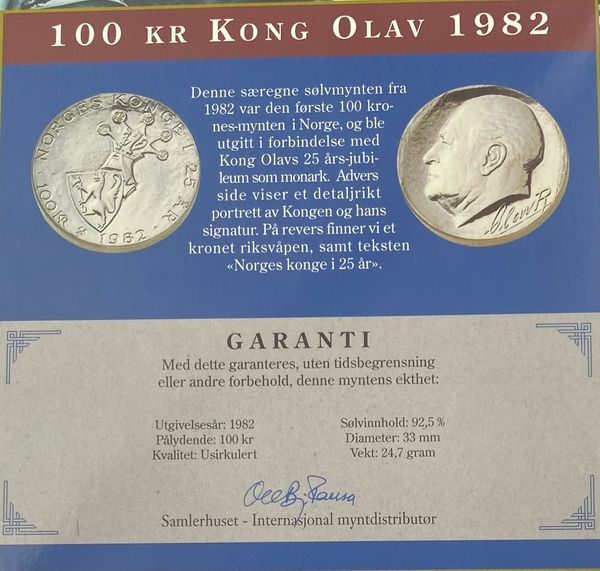 100 KR KONG OLAV 1982
Denne særegne sølvmynten fra
1982 var den første 100 kro-
nes-mynten i Norge, og ble
utgitt i forbindelse med
Kong Olavs 25 års-jubi-
leum som monark. Advers
side viser et detaljrikt
portrett av Kongen og hans
signatur. På revers finner vi et
kronet riksvåpen, samt teksten
«Norges konge i 25 år».
NORGES KONGE I 25 ÅR
100 KR
1982
Olav R
GARANTI
Med dette garanteres, uten tidsbegrensning
eller andre forbehold, denne myntens ekthet:
Utgivelsesår: 1982
Pålydende: 100 kr
Kvalitet: Usirkulert
Sølvinnhold: 92,5 %
Diameter: 33 mm
Vekt: 24,7 gram
Samlerhuset - Internasjonal myntdistributør